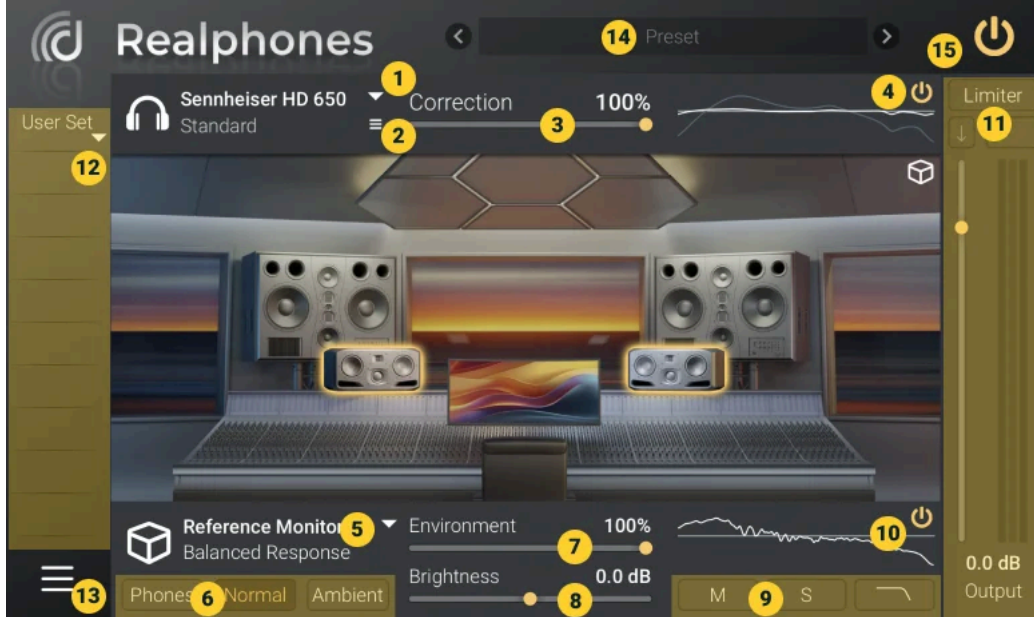 Realphones
14 Preset
15
1
Sennheiser HD 650
Standard
2
Correction 100%
3
4
Limiter
11
User Set
12
Reference Monitor 5
Balanced Response
Environment 100%
7
Brightness 0.0 dB
8
10
0.0 dB
Output
13
Phones 6 Normal Ambient
M 9 S